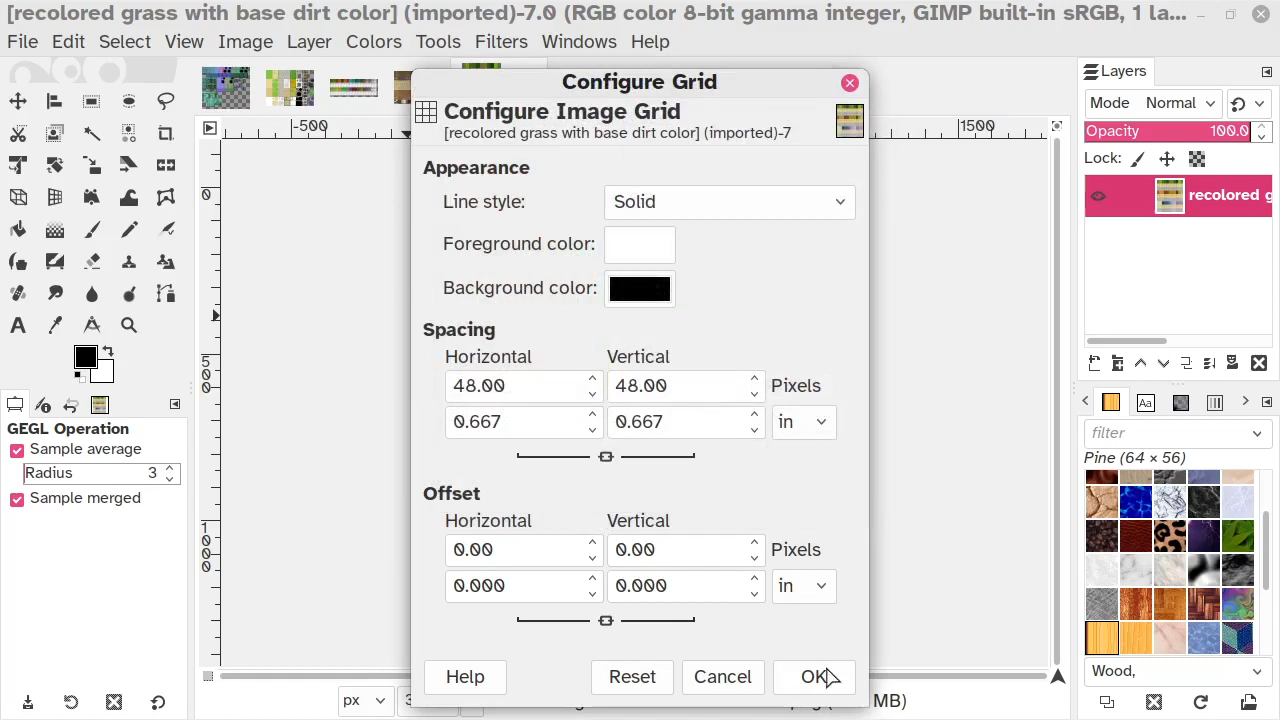 [recolored grass with base dirt color] (imported)-7.0 (RGB color 8-bit gamma integer, GIMP built-in sRGB, 1 la...
File Edit Select View Image Layer Colors Tools Filters Windows Help
Configure Grid
Configure Image Grid
[recolored grass with base dirt color] (imported)-7
Appearance
Line style: Solid
Foreground color:
Background color:
Spacing
Horizontal Vertical
48.00 48.00 Pixels
0.667 0.667 in
Offset
Horizontal Vertical
0.00 0.00 Pixels
0.000 0.000 in
Help Reset Cancel OK
-500 1500
0
500
1000
GEGL Operation
Sample average
Radius 3
Sample merged
px
MB)
Layers
Mode Normal
Opacity 100.0
Lock:
recolored g
Aa
filter
Pine (64 × 56)
Wood,